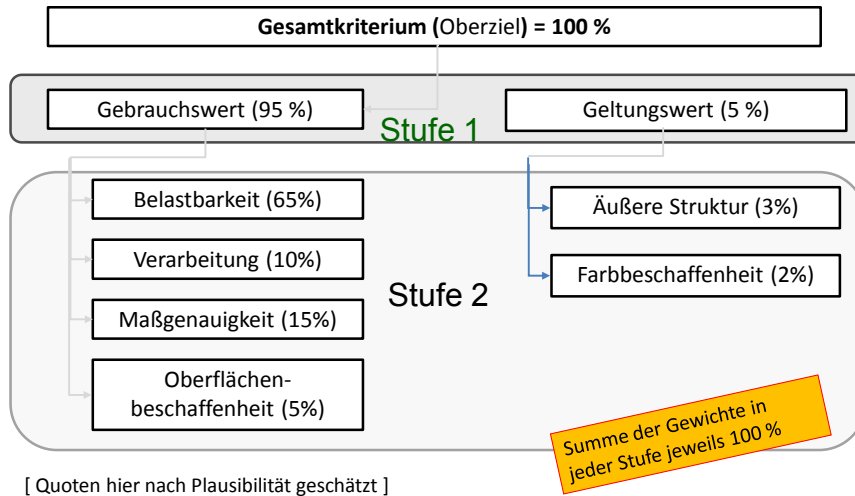 Gesamtkriterium (Oberziel) = 100 %
Gebrauchswert (95 %)
Geltungswert (5 %)
Stufe 1
Belastbarkeit (65%)
Äußere Struktur (3%)
Verarbeitung (10%)
Farbbeschaffenheit (2%)
Stufe 2
Maßgenauigkeit (15%)
Oberflächen-
beschaffenheit (5%)
Summe der Gewichte in
jeder Stufe jeweils 100 %
[ Quoten hier nach Plausibilität geschätzt ]